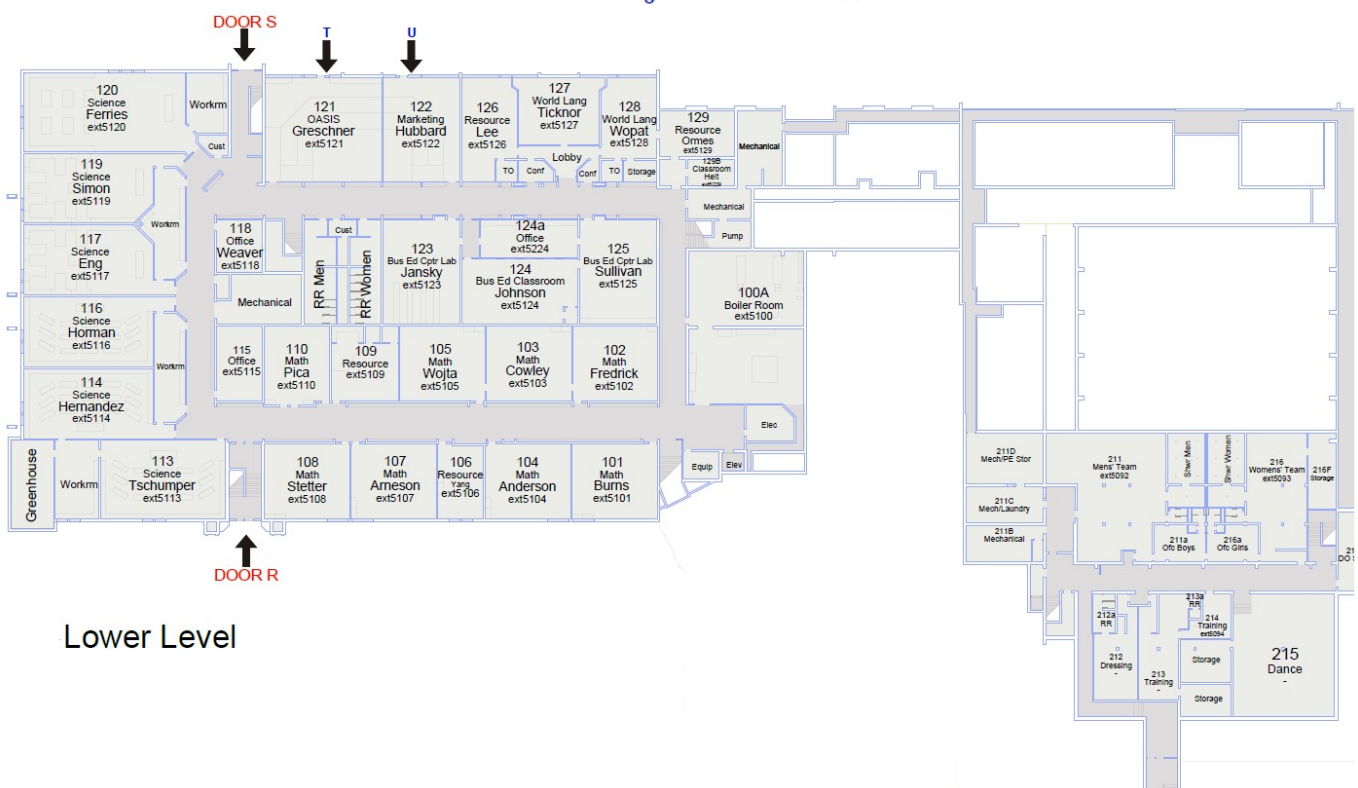 DOOR S
T
U
120
Science
Ferries
ext5120
Workrm
Cust
121
OASIS
Greschner
ext5121
122
Marketing
Hubbard
ext5122
126
Resource
Lee
ext5126
127
World Lang
Ticknor
ext5127
128
World Lang
Wopat
ext5128
Lobby
TO
Conf
Conf
TO
Storage
129
Resource
Ormes
ext5129
129B
Classroom
Helt
Mechanical
Mechanical
Pump
119
Science
Simon
ext5119
Workrm
117
Science
Eng
ext5117
118
Office
Weaver
ext5118
Mechanical
Cust
RR Men
RR Women
123
Bus Ed Cptr Lab
Jansky
ext5123
124a
Office
ext5224
124
Bus Ed Classroom
Johnson
ext5124
125
Bus Ed Cptr Lab
Sullivan
ext5125
100A
Boiler Room
ext5100
116
Science
Horman
ext5116
Workrm
114
Science
Hernandez
ext5114
115
Office
ext5115
110
Math
Pica
ext5110
109
Resource
ext5109
105
Math
Wojta
ext5105
103
Math
Cowley
ext5103
102
Math
Fredrick
ext5102
Elec
Greenhouse
Workrm
113
Science
Tschumper
ext5113
108
Math
Stetter
ext5108
107
Math
Arneson
ext5107
106
Resource
Yang
ext5106
104
Math
Anderson
ext5104
101
Math
Burns
ext5101
Equip
Elev
DOOR R
Lower Level
211D
Mech/PE Stor
211C
Mech/Laundry
211B
Mechanical
211
Mens' Team
ext5092
Shwr Men
Shwr Women
216
Women's Team
ext5093
216F
Storage
211a
Ofc Boys
216a
Ofc Girls
212a
RR
212
Dressing
-
213a
RR
213
Training
-
214
Training
ext5094
Storage
Storage
215
Dance
-